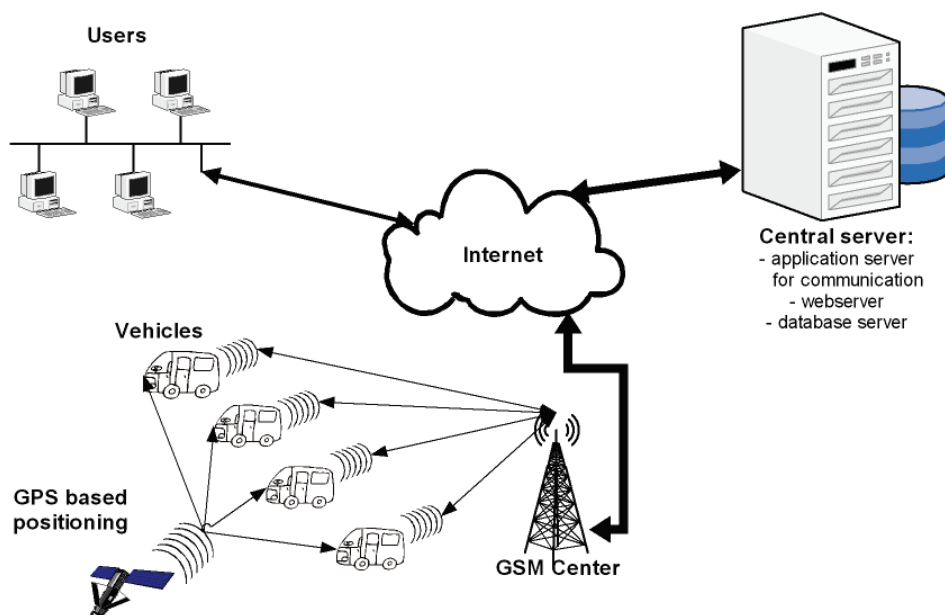 Users
Internet
Central server:
- application server
for communication
- webserver
- database server
Vehicles
GPS based
positioning
GSM Center